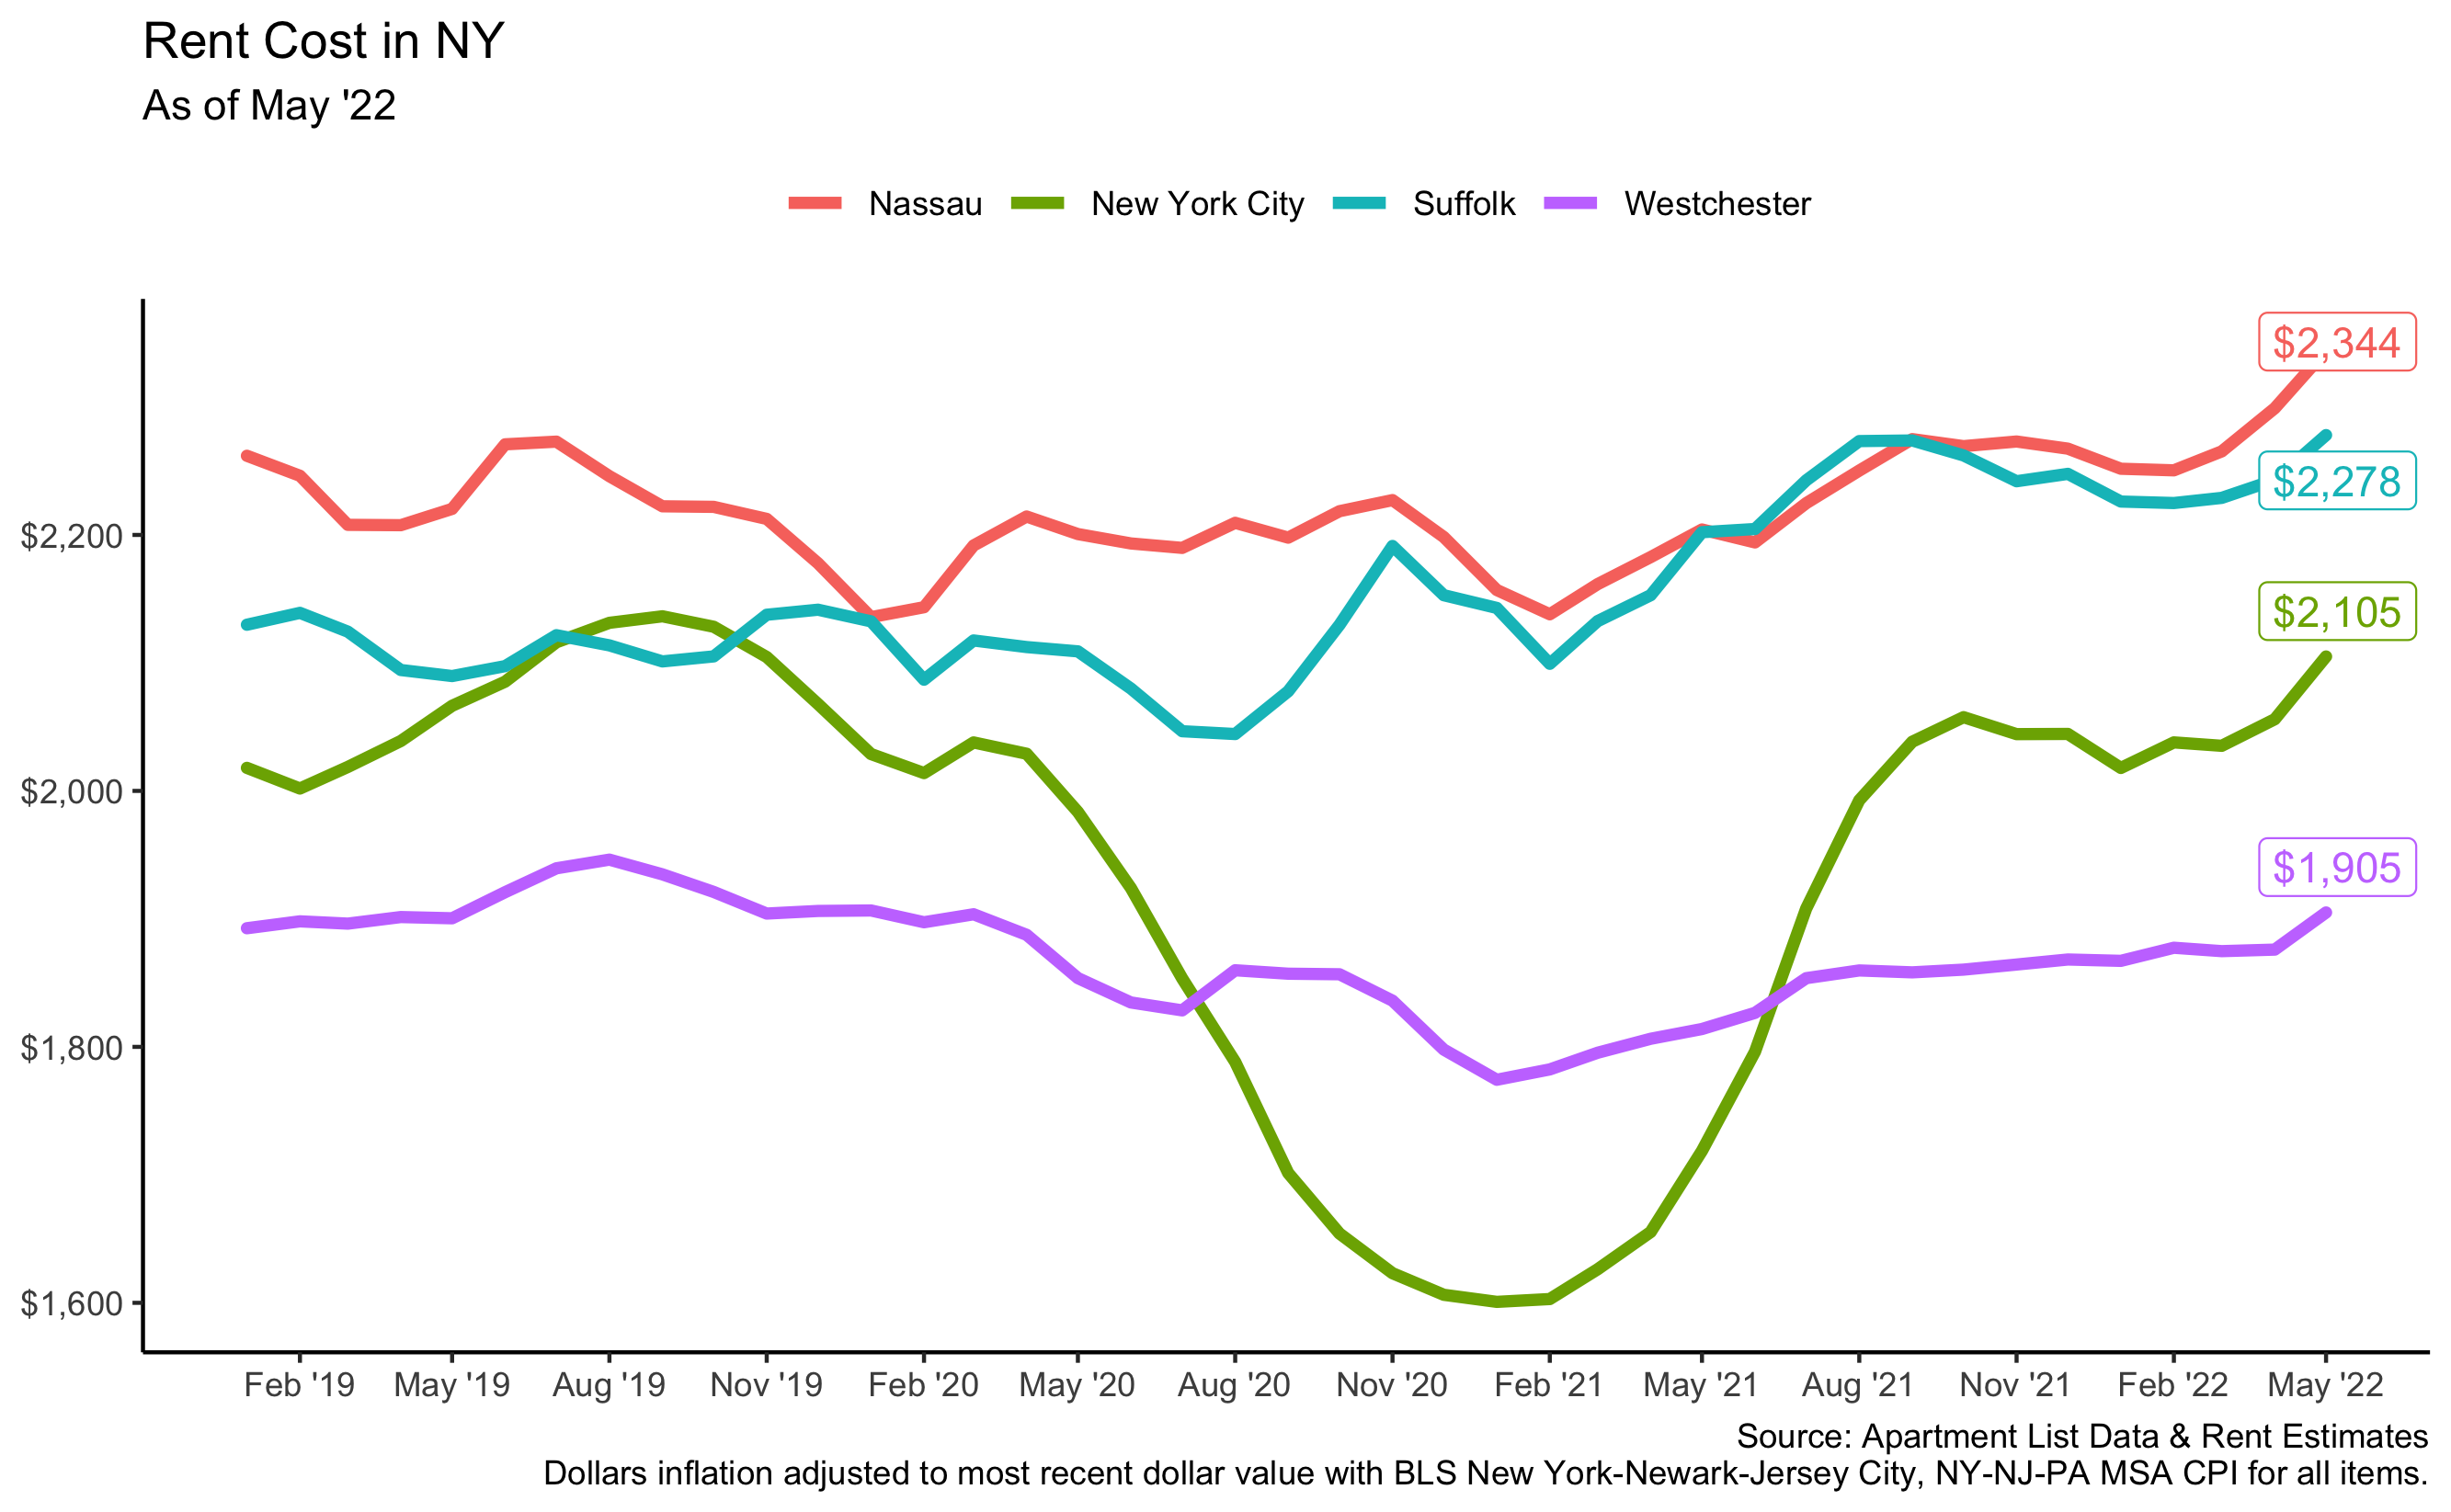 Rent Cost in NY
As of May '22
Nassau New York City Suffolk Westchester
$2,344
$2,278
$2,200
$2,105
$2,000
$1,905
$1,800
$1,600
Feb '19 May '19 Aug '19 Nov '19 Feb '20 May '20 Aug '20 Nov '20 Feb '21 May '21 Aug '21 Nov '21 Feb '22 May '22
Source: Apartment List Data & Rent Estimates
Dollars inflation adjusted to most recent dollar value with BLS New York-Newark-Jersey City, NY-NJ-PA MSA CPI for all items.